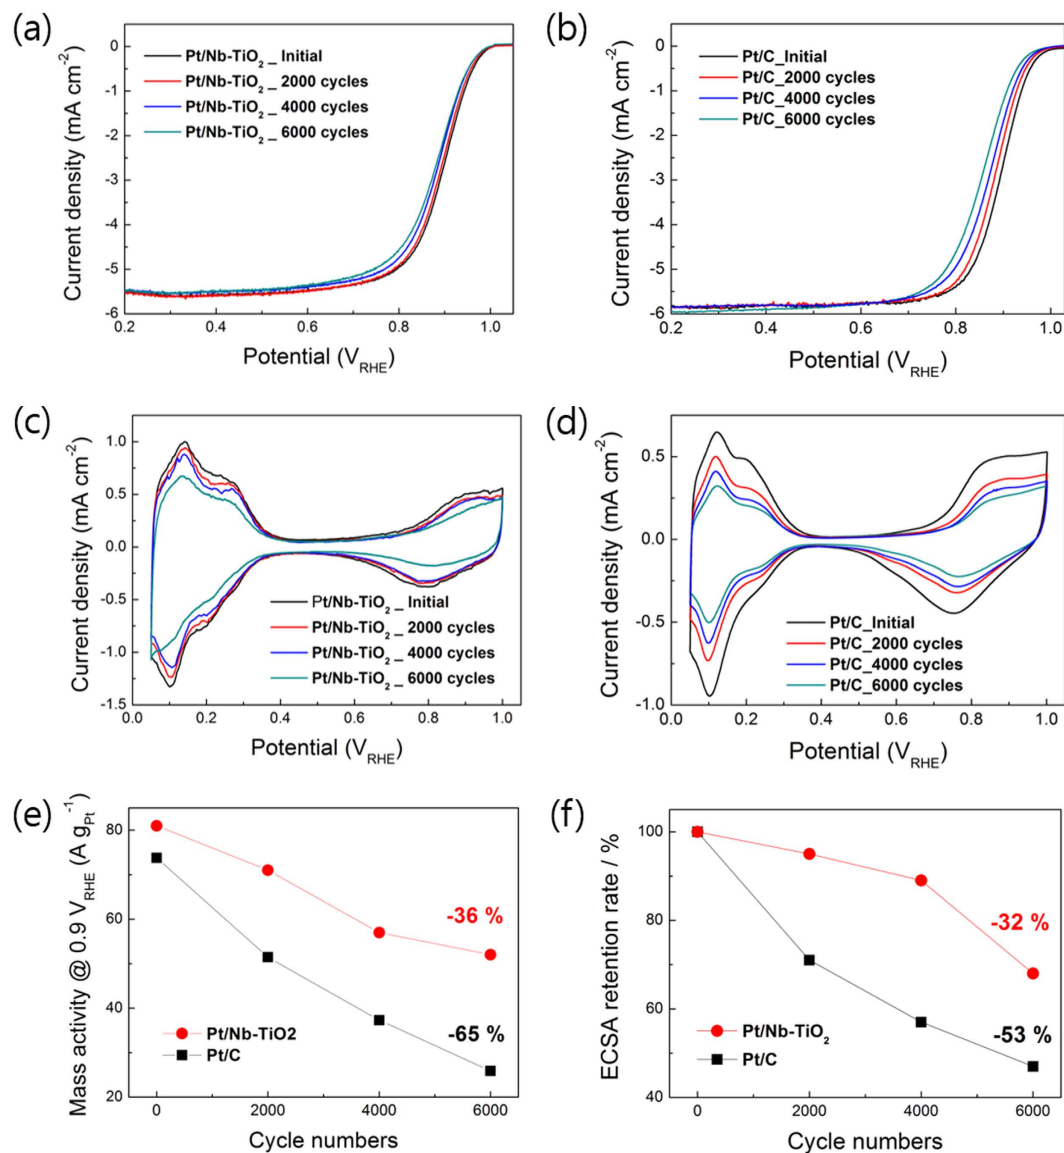 (a)
Pt/Nb-TiO2 _ Initial
Pt/Nb-TiO2 _ 2000 cycles
Pt/Nb-TiO2 _ 4000 cycles
Pt/Nb-TiO2 _ 6000 cycles
Current density (mA cm-2)
0
-1
-2
-3
-4
-5
-6
0.2 0.4 0.6 0.8 1.0
Potential (VRHE)
(b)
Pt/C_Initial
Pt/C_2000 cycles
Pt/C_4000 cycles
Pt/C_6000 cycles
Current density (mA cm-2)
0
-1
-2
-3
-4
-5
-6
0.2 0.4 0.6 0.8 1.0
Potential (VRHE)
(c)
Current density (mA cm-2)
1.0
0.5
0.0
-0.5
-1.0
-1.5
Pt/Nb-TiO2 _ Initial
Pt/Nb-TiO2 _ 2000 cycles
Pt/Nb-TiO2 _ 4000 cycles
Pt/Nb-TiO2 _ 6000 cycles
0.0 0.2 0.4 0.6 0.8 1.0
Potential (VRHE)
(d)
Current density (mA cm-2)
0.5
0.0
-0.5
-1.0
Pt/C_Initial
Pt/C_2000 cycles
Pt/C_4000 cycles
Pt/C_6000 cycles
0.0 0.2 0.4 0.6 0.8 1.0
Potential (VRHE)
(e)
Mass activity @ 0.9 VRHE (A gPt-1)
80
60
40
20
-36 %
-65 %
Pt/Nb-TiO2
Pt/C
0 2000 4000 6000
Cycle numbers
(f)
ECSA retention rate / %
100
80
60
40
-32 %
-53 %
Pt/Nb-TiO2
Pt/C
0 2000 4000 6000
Cycle numbers